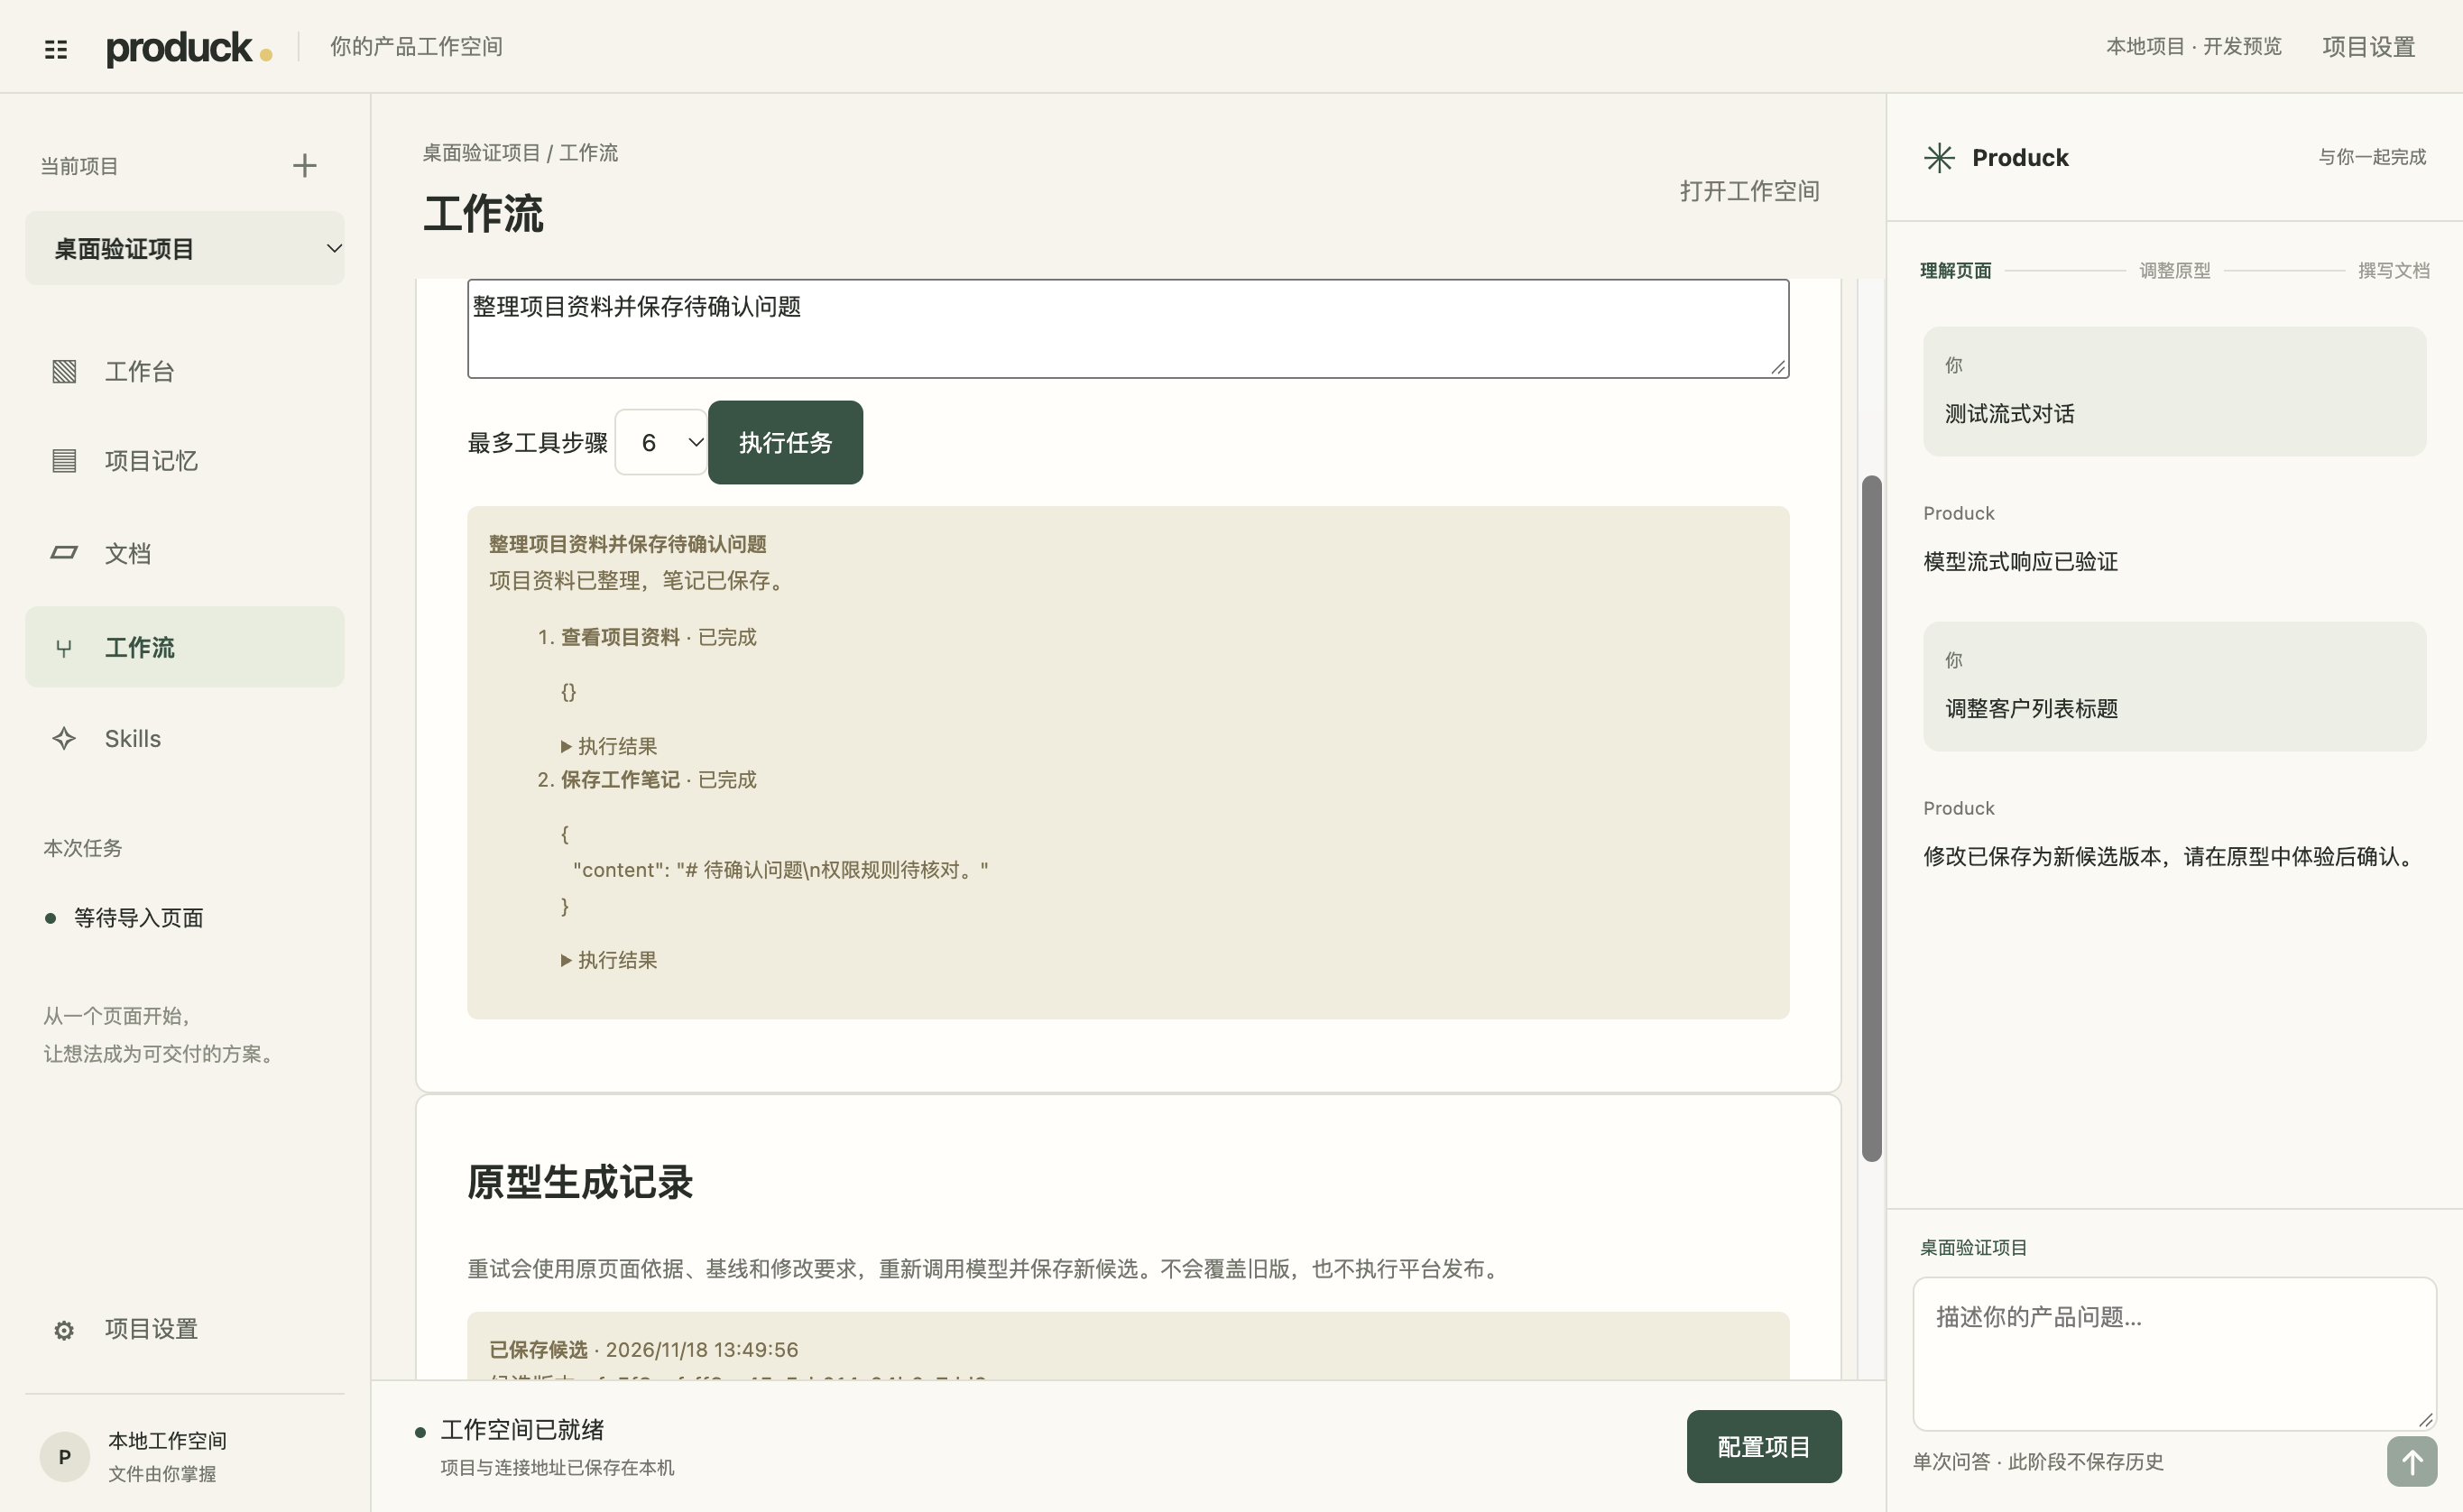 produck
你的产品工作空间
本地项目 · 开发预览
项目设置
当前项目
桌面验证项目
工作台
项目记忆
文档
工作流
Skills
本次任务
等待导入页面
从一个页面开始，
让想法成为可交付的方案。
项目设置
P
本地工作空间
文件由你掌握
桌面验证项目 / 工作流
工作流
打开工作空间
整理项目资料并保存待确认问题
最多工具步骤 6 执行任务
整理项目资料并保存待确认问题
项目资料已整理，笔记已保存。
1. 查看项目资料 · 已完成
{}
▶ 执行结果
2. 保存工作笔记 · 已完成
{
"content": "# 待确认问题\n权限规则待核对。"
}
▶ 执行结果
原型生成记录
重试会使用原页面依据、基线和修改要求，重新调用模型并保存新候选。不会覆盖旧版，也不执行平台发布。
已保存候选 · 2026/11/18 13:49:56
工作空间已就绪
项目与连接地址已保存在本机
配置项目
Produck
与你一起完成
理解页面
调整原型
撰写文档
你
测试流式对话
Produck
模型流式响应已验证
你
调整客户列表标题
Produck
修改已保存为新候选版本，请在原型中体验后确认。
桌面验证项目
描述你的产品问题...
单次问答 · 此阶段不保存历史